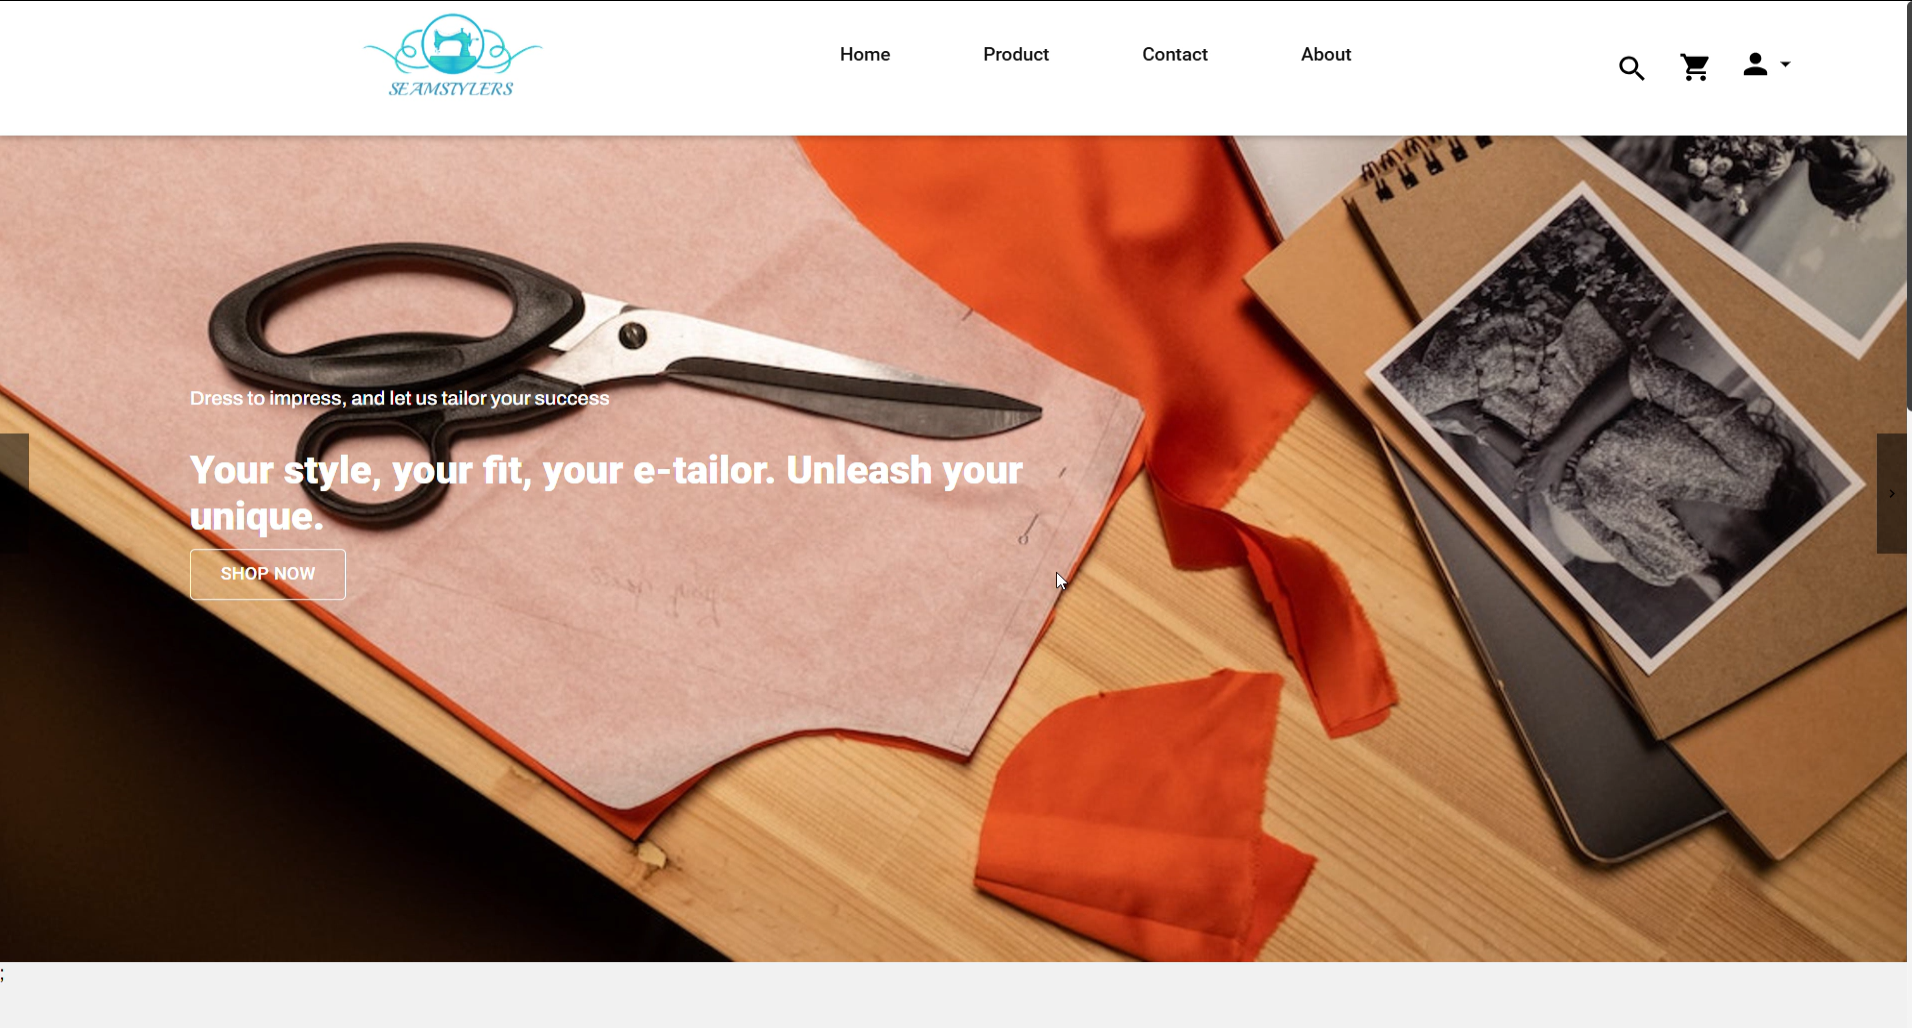 SEAMSTYLERS
Home Product Contact About
Dress to impress, and let us tailor your success
Your style, your fit, your e-tailor. Unleash your
unique.
SHOP NOW
;